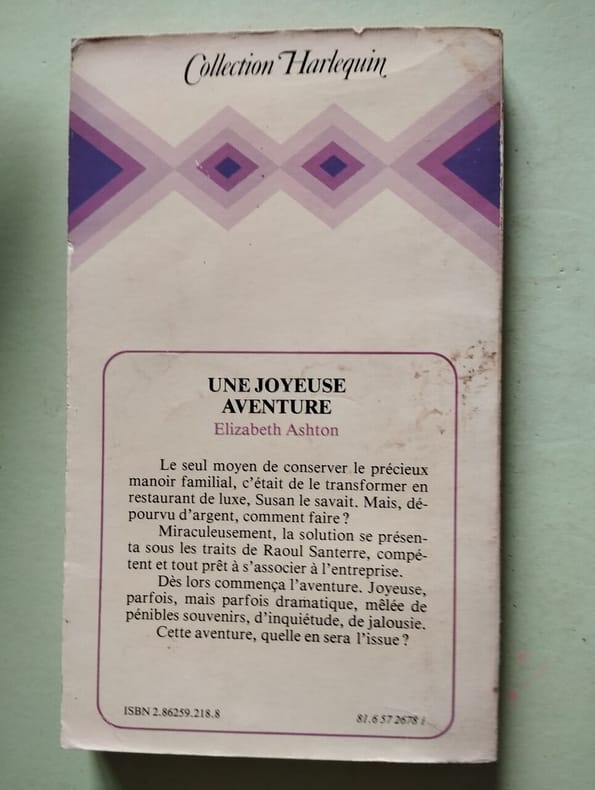 Collection Harlequin
UNE JOYEUSE
AVENTURE
Elizabeth Ashton
Le seul moyen de conserver le précieux
manoir familial, c'était de le transformer en
restaurant de luxe, Susan le savait. Mais, dé-
pourvu d'argent, comment faire ?
Miraculeusement, la solution se présen-
ta sous les traits de Raoul Santerre, compé-
tent et tout prêt à s'associer à l'entreprise.
Dès lors commença l'aventure. Joyeuse,
parfois, mais parfois dramatique, mêlée de
pénibles souvenirs, d'inquiétude, de jalousie.
Cette aventure, quelle en sera l'issue ?
ISBN 2.86259.218.8
81.6 57 2678